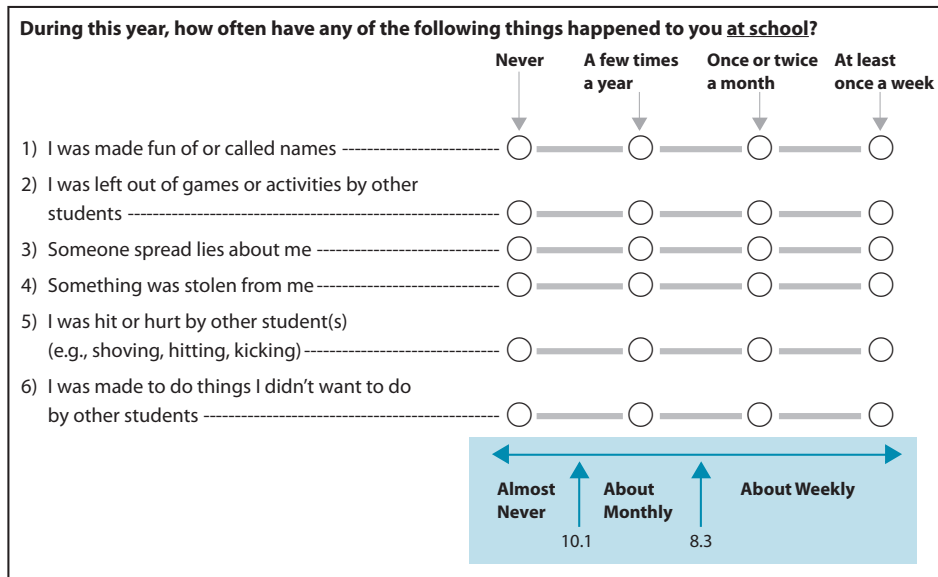 During this year, how often have any of the following things happened to you at school?
Never A few times a year Once or twice a month At least once a week
1) I was made fun of or called names
2) I was left out of games or activities by other
students
3) Someone spread lies about me
4) Something was stolen from me
5) I was hit or hurt by other student(s)
(e.g., shoving, hitting, kicking)
6) I was made to do things I didn't want to do
by other students
Almost Never About Monthly About Weekly
10.1 8.3